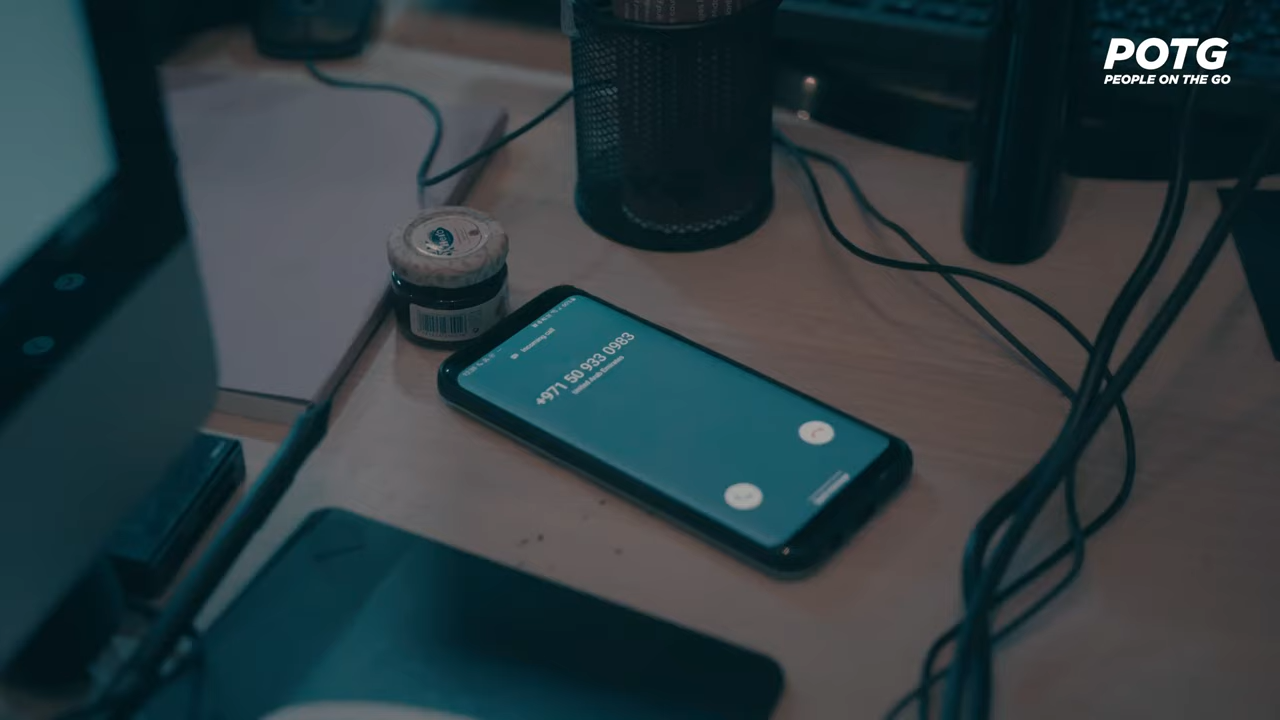 POTG
PEOPLE ON THE GO
Incoming call
+971 50 933 0983
United Arab Emirates